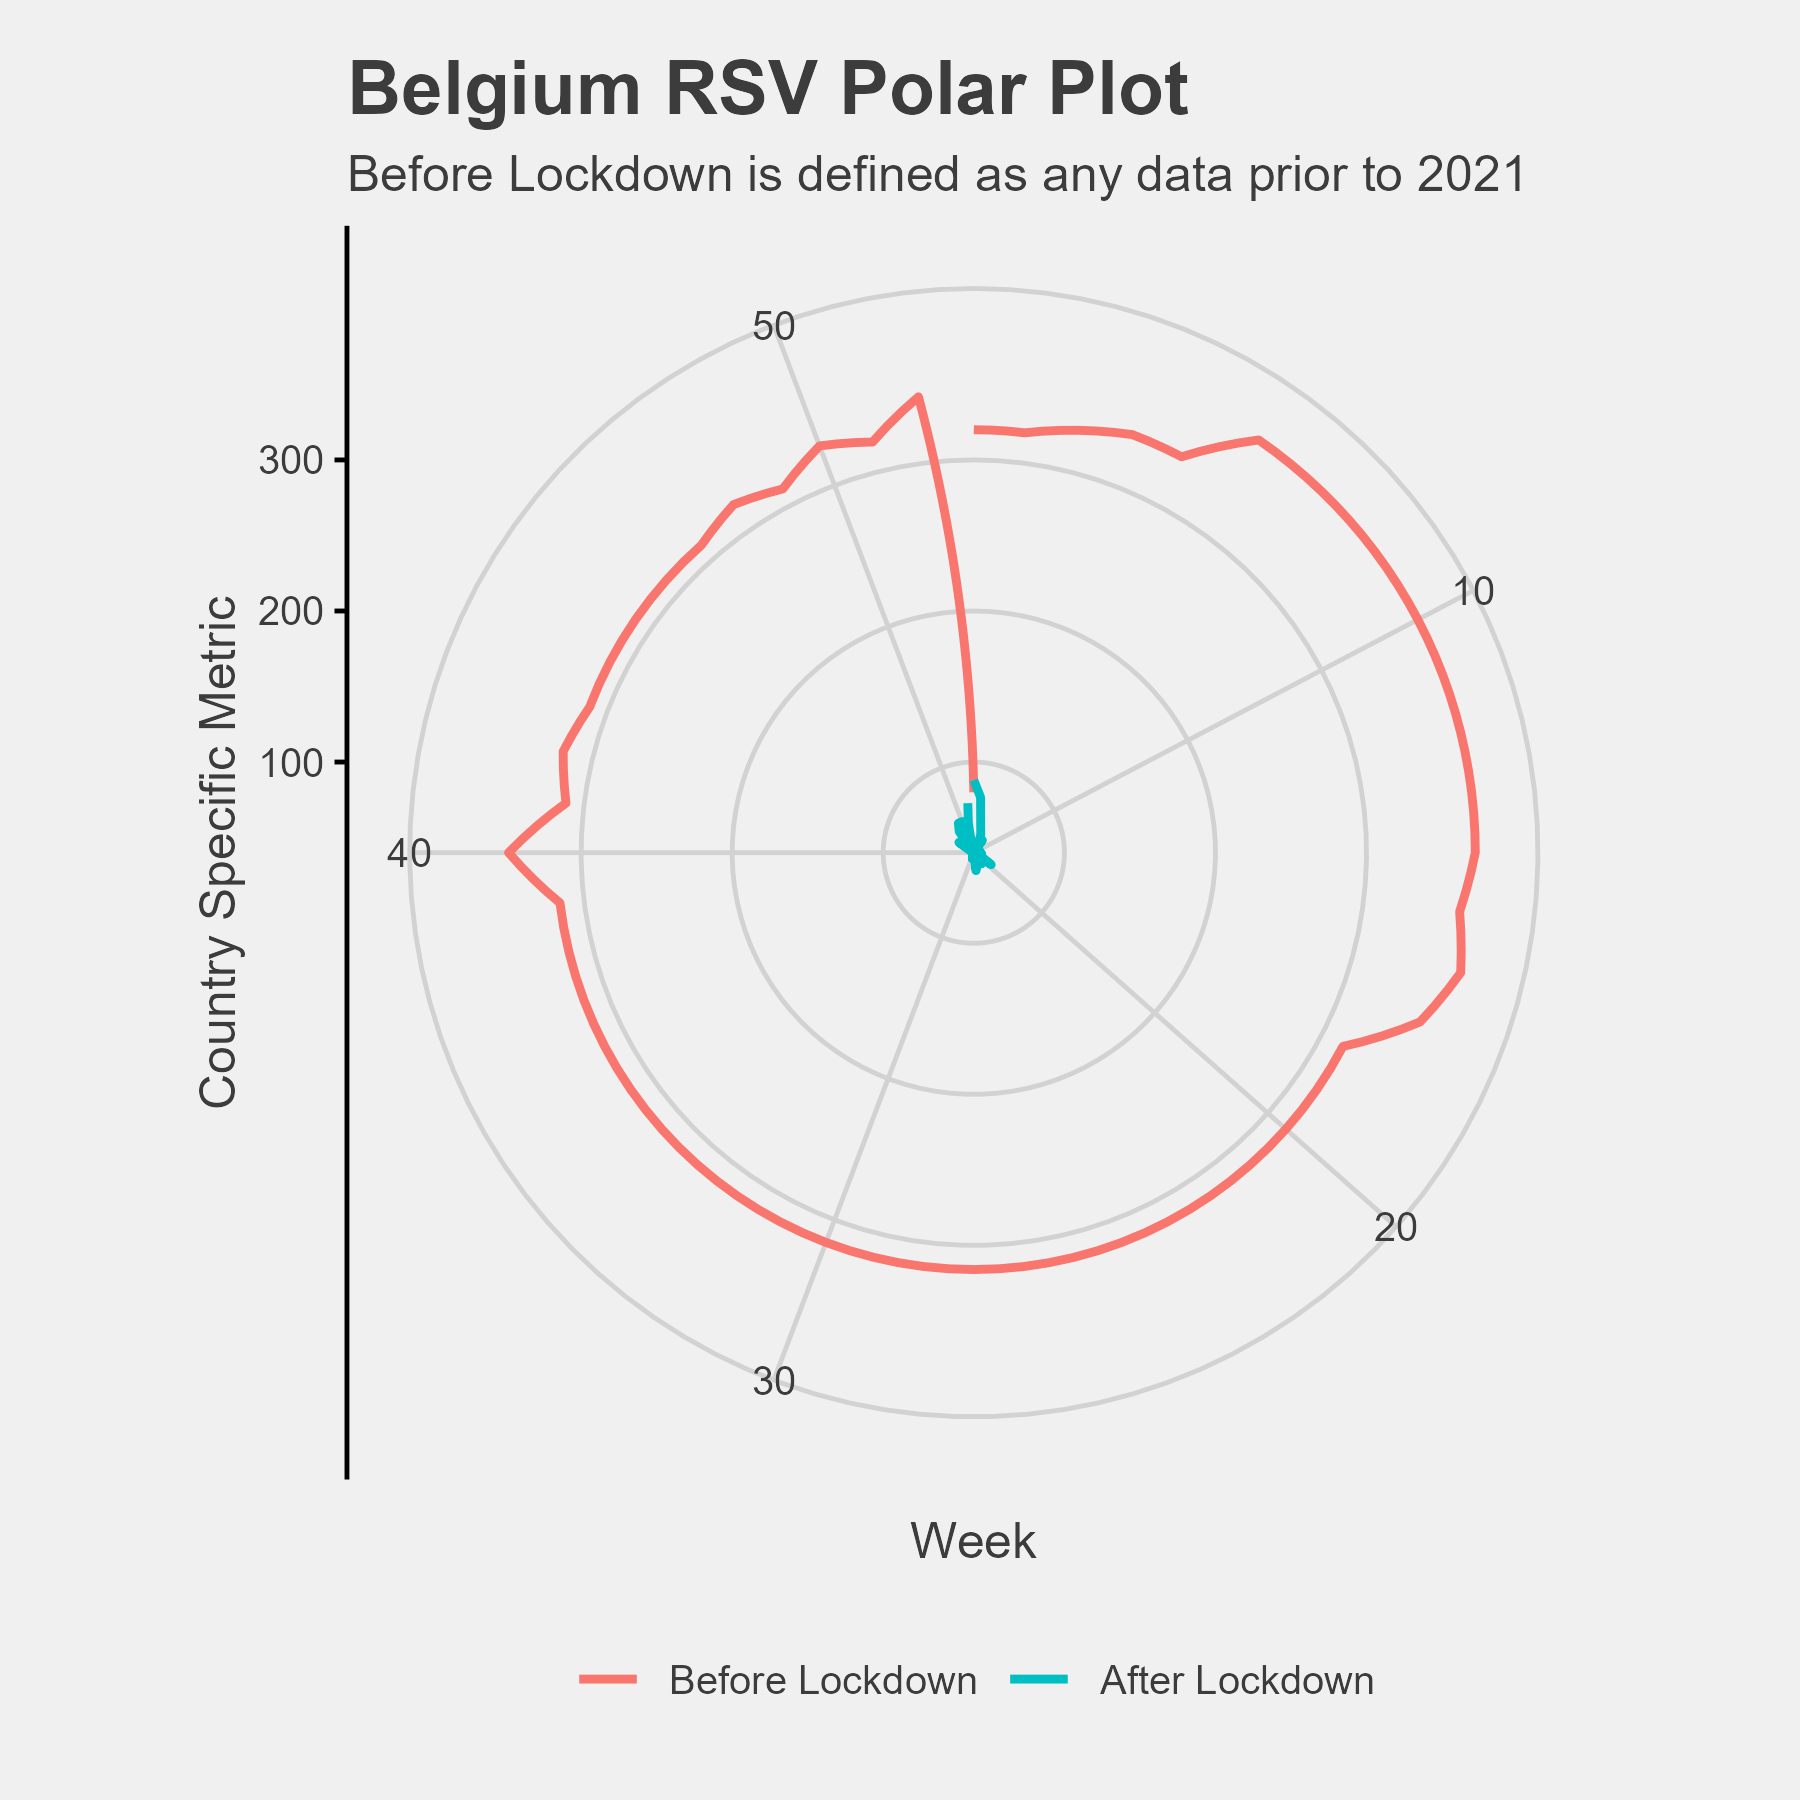 Belgium RSV Polar Plot
Before Lockdown is defined as any data prior to 2021
50
300
10
200
100
40
Country Specific Metric
20
30
Week
Before Lockdown
After Lockdown